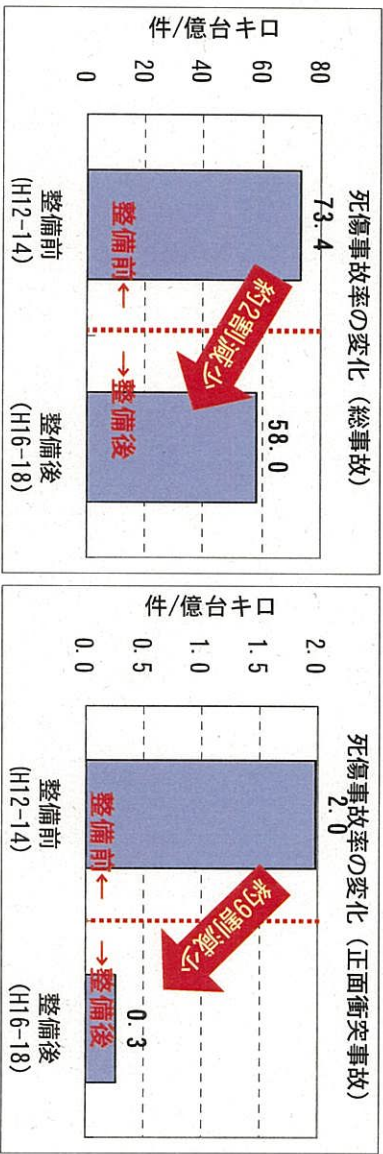 死傷事故率の変化（総事故）
件/億台キロ
80
60
40
20
0
73.4
58.0
約2割減少
整備前←
→整備後
整備前
(H12-14)
整備後
(H16-18)
死傷事故率の変化（正面衝突事故）
件/億台キロ
2.0
1.5
1.0
0.5
0.0
2.0
0.3
約9割減少
整備前←
→整備後
整備前
(H12-14)
整備後
(H16-18)